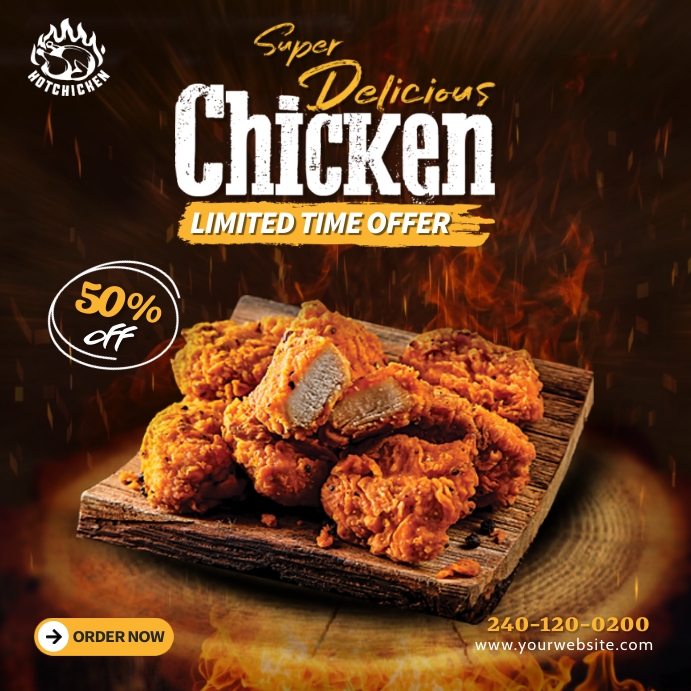 HOTCHICKEN
Super
Delicious
Chicken
LIMITED TIME OFFER
50%
off
ORDER NOW
240-120-0200
www.yourwebsite.com